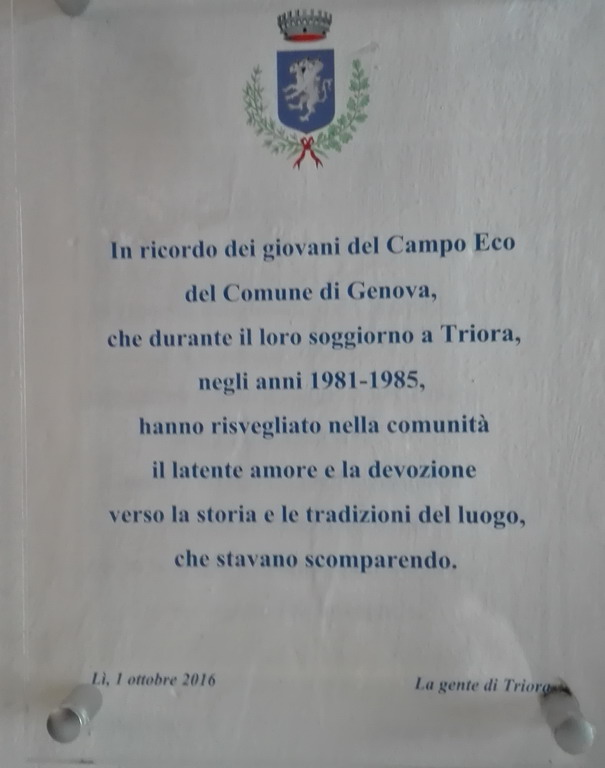 In ricordo dei giovani del Campo Eco
del Comune di Genova,
che durante il loro soggiorno a Triora,
negli anni 1981-1985,
hanno risvegliato nella comunità
il latente amore e la devozione
verso la storia e le tradizioni del luogo,
che stavano scomparendo.
Lì, 1 ottobre 2016
La gente di Triora